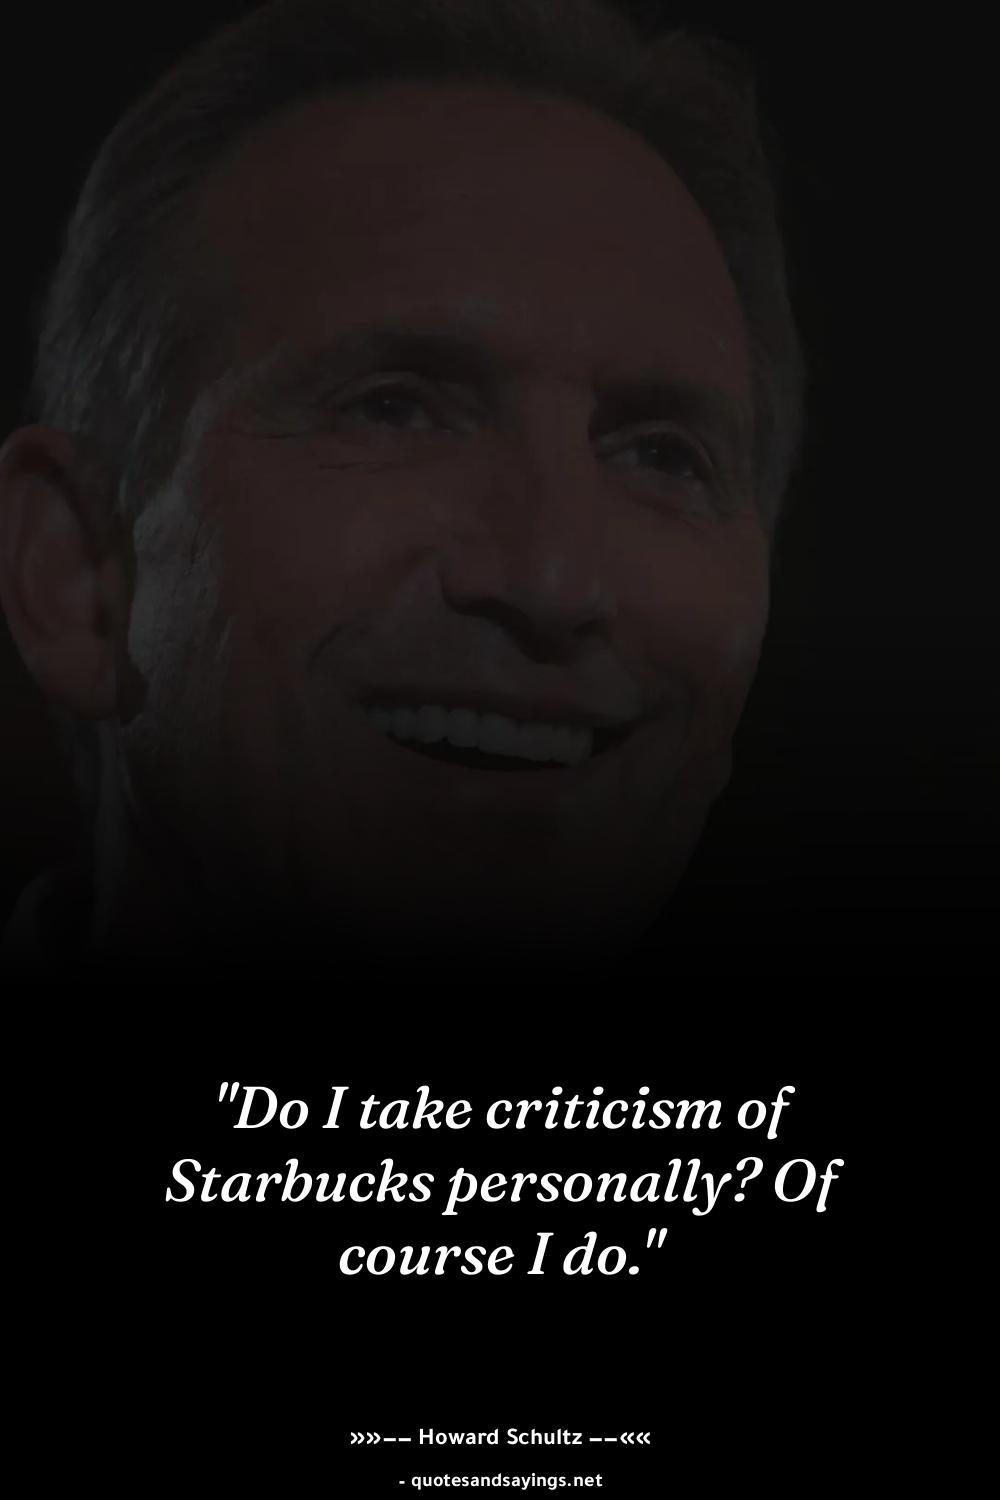 "Do I take criticism of
Starbucks personally? Of
course I do."
»»−− Howard Schultz −−««
- quotesandsayings.net